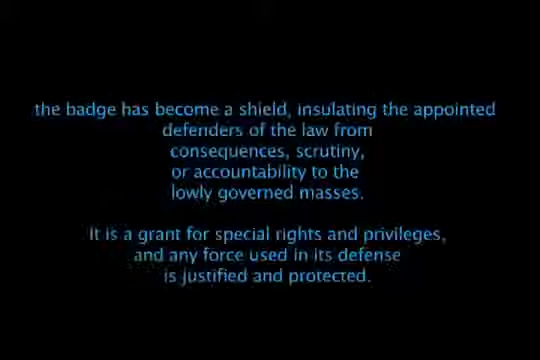 the badge has become a shield, insulating the appointed
defenders of the law from
consequences, scrutiny,
or accountability to the
lowly governed masses.
It is a grant for special rights and privileges,
and any force used in its defense
is justified and protected.